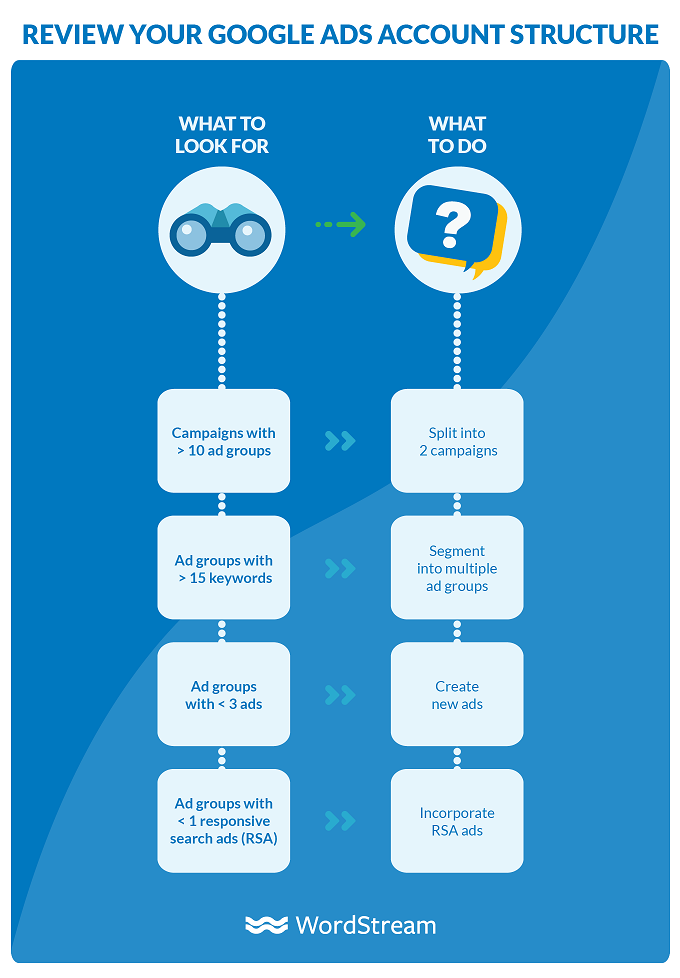 REVIEW YOUR GOOGLE ADS ACCOUNT STRUCTURE
WHAT TO
LOOK FOR
WHAT
TO DO
?
Campaigns with
> 10 ad groups
Split into
2 campaigns
Ad groups with
> 15 keywords
Segment
into multiple
ad groups
Ad groups
with < 3 ads
Create
new ads
Ad groups with
< 1 responsive
search ads (RSA)
Incorporate
RSA ads
WordStream